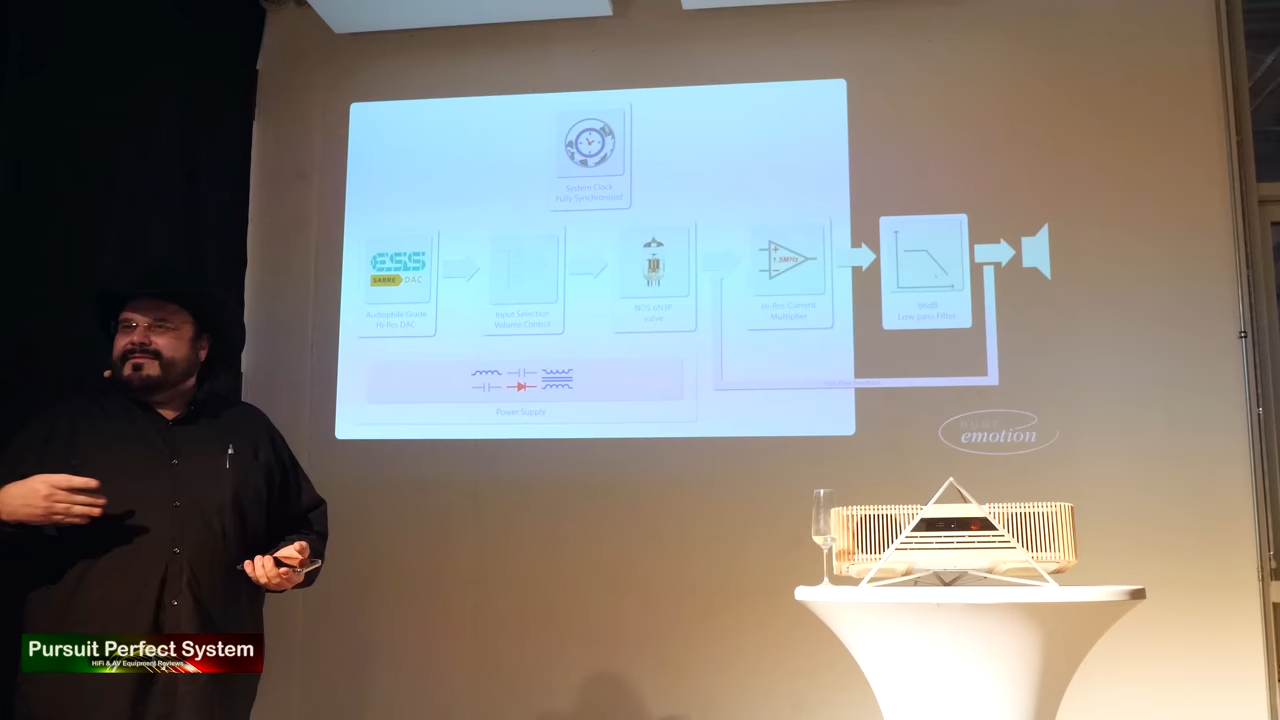 System Clock
Fully Synchronized
ESS
SABRE DAC
Audiophile Grade
Hi-Res DAC
Input Selection
Volume Control
NOS 6N3P
valve
1.5MHz
Hi-Res Current
Multiplier
Low-pass Filter
Power Supply
emotion
Pursuit Perfect System
HiFi & AV Equipment Reviews